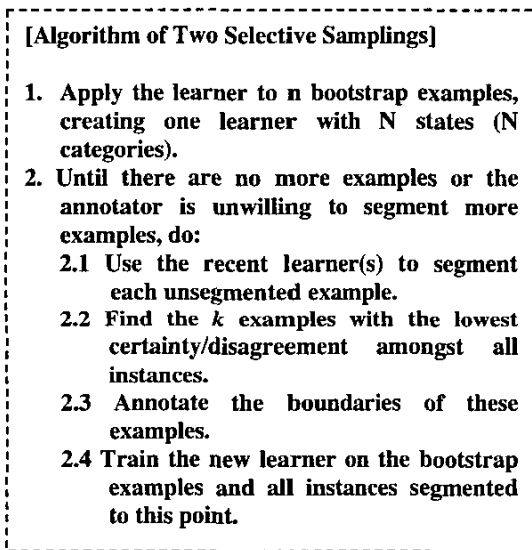 [Algorithm of Two Selective Samplings]
1. Apply the learner to n bootstrap examples,
creating one learner with N states (N
categories).
2. Until there are no more examples or the
annotator is unwilling to segment more
examples, do:
2.1 Use the recent learner(s) to segment
each unsegmented example.
2.2 Find the k examples with the lowest
certainty/disagreement amongst all
instances.
2.3 Annotate the boundaries of these
examples.
2.4 Train the new learner on the bootstrap
examples and all instances segmented
to this point.